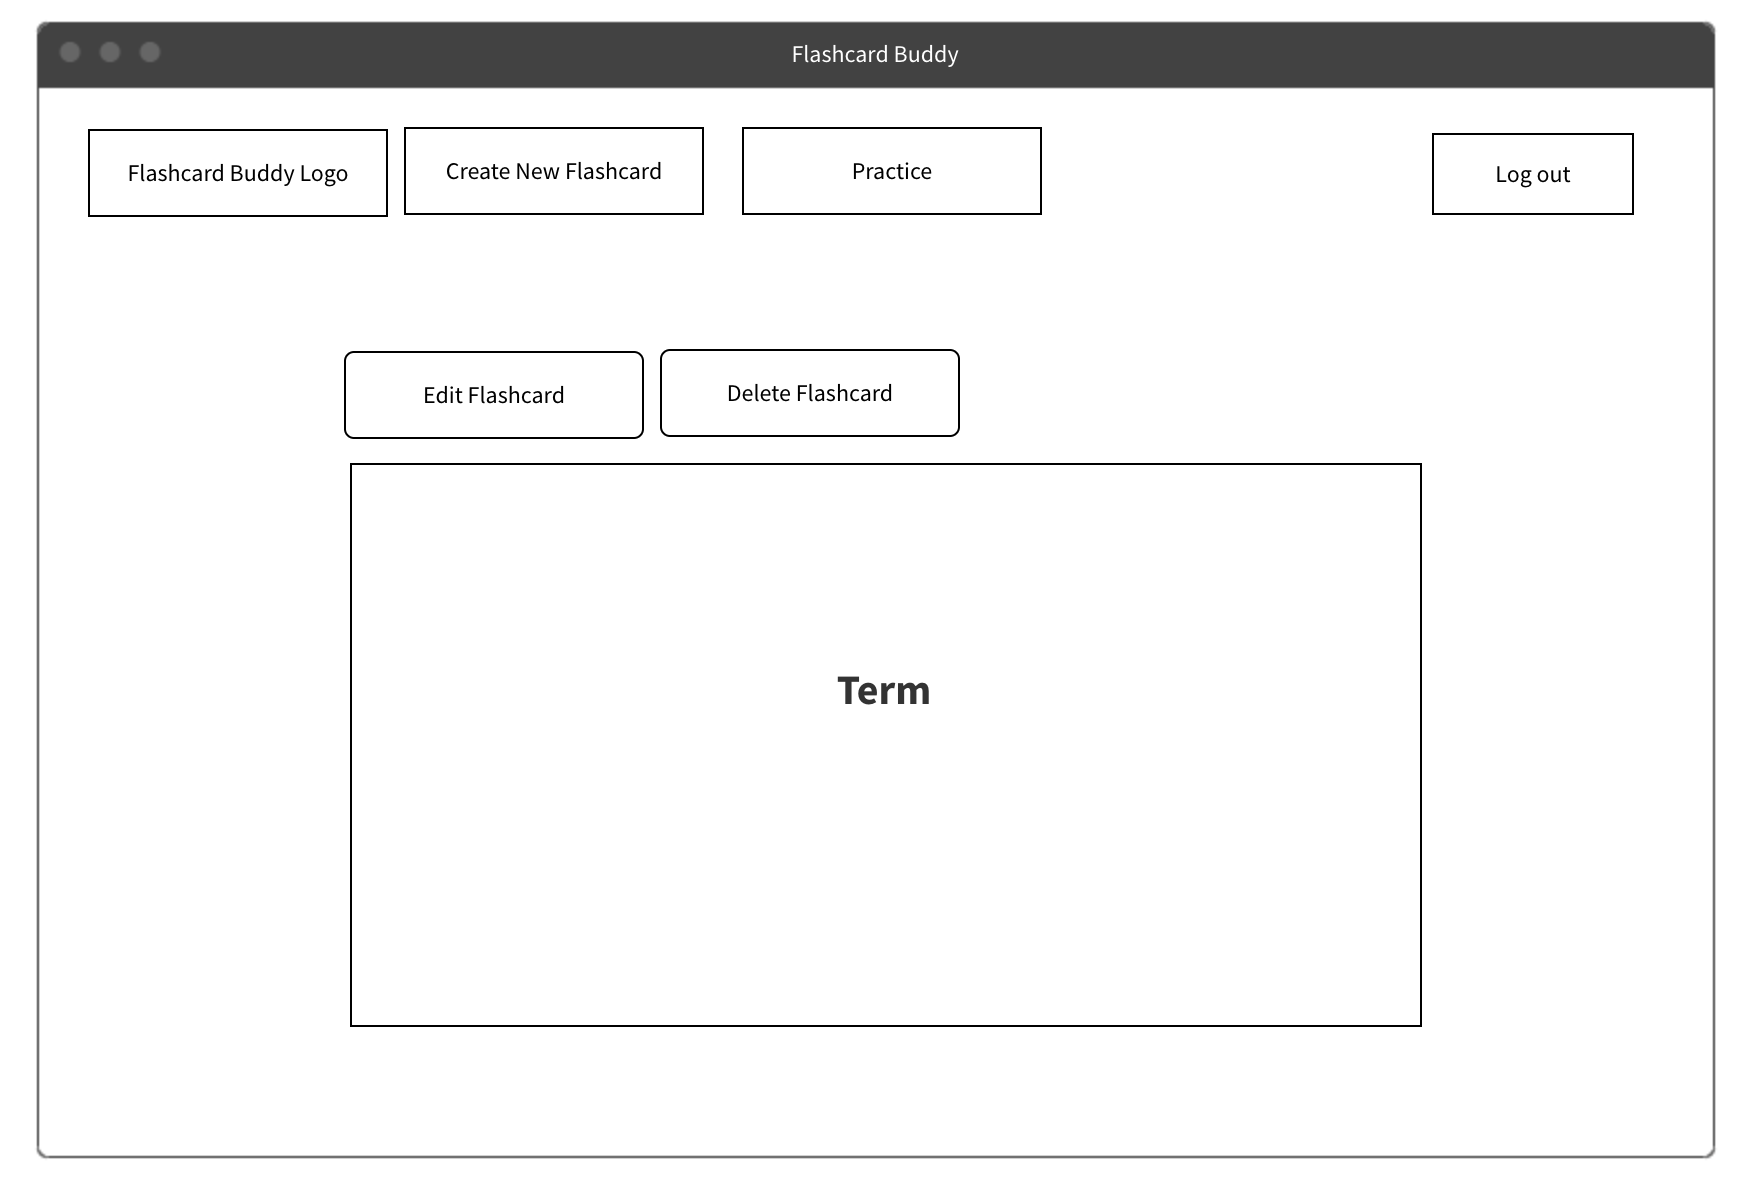 Flashcard Buddy
Flashcard Buddy Logo
Create New Flashcard
Practice
Log out
Edit Flashcard
Delete Flashcard
Term